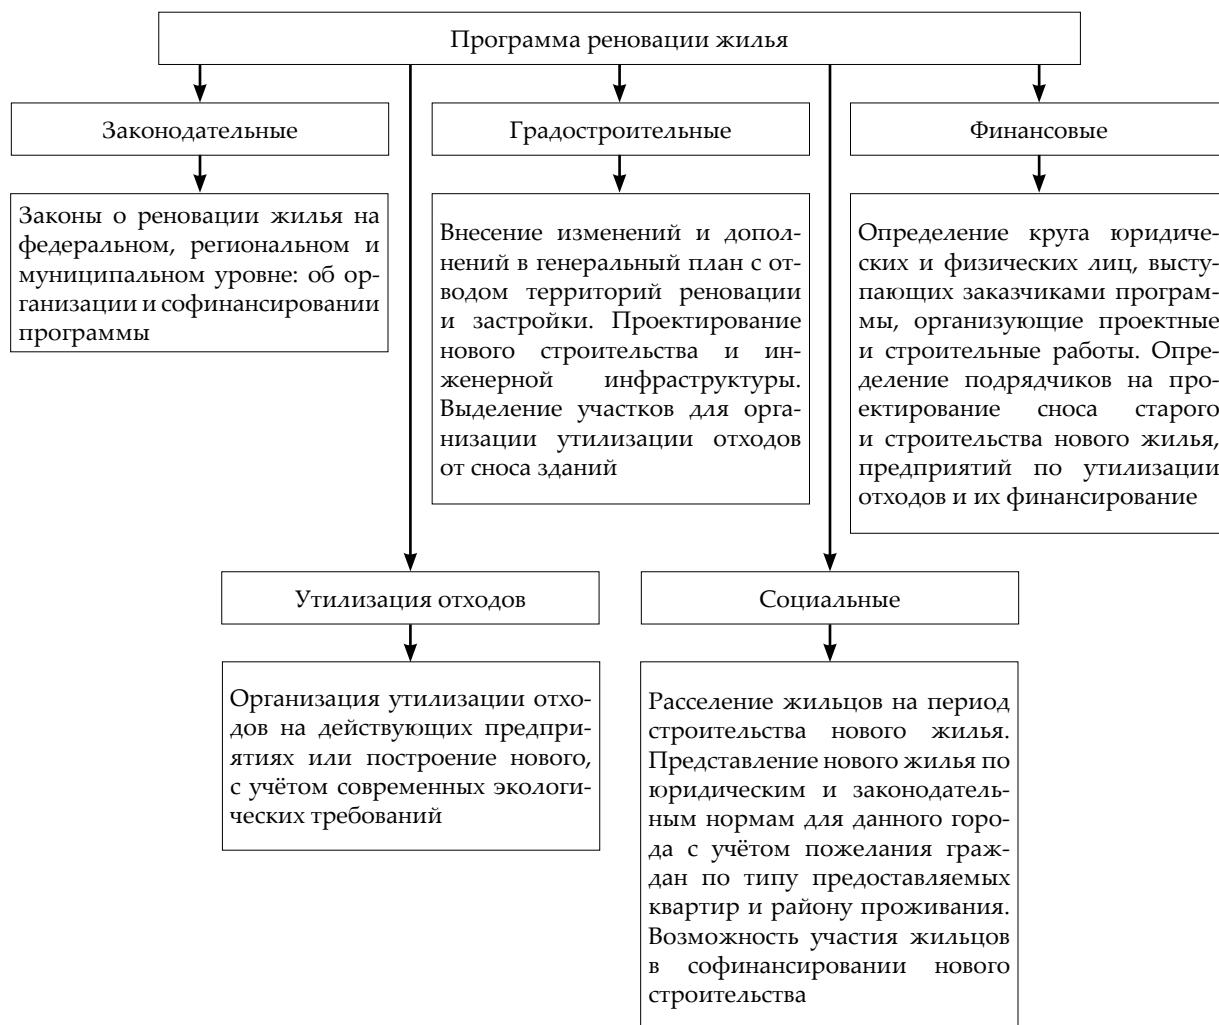 Программа реновации жилья
Законодательные
Градостроительные
Финансовые
Законы о реновации жилья на
федеральном, региональном и
муниципальном уровне: об ор-
ганизации и софинансировании
программы
Внесение изменений и допол-
нений в генеральный план с от-
водом территорий реновации
и застройки. Проектирование
нового строительства и ин-
женерной инфраструктуры.
Выделение участков для орга-
низации утилизации отходов
от сноса зданий
Определение круга юридиче-
ских и физических лиц, высту-
пающих заказчиками програм-
мы, организующие проектные
и строительные работы. Опре-
деление подрядчиков на про-
ектирование сноса старого
и строительства нового жилья,
предприятий по утилизации
отходов и их финансирование
Утилизация отходов
Социальные
Организация утилизации отхо-
дов на действующих предпри-
ятиях или построение нового,
с учётом современных экологи-
ческих требований
Расселение жильцов на период
строительства нового жилья.
Представление нового жилья по
юридическим и законодатель-
ным нормам для данного горо-
да с учётом пожелания граж-
дан по типу предоставляемых
квартир и району проживания.
Возможность участия жильцов
в софинансировании нового
строительства